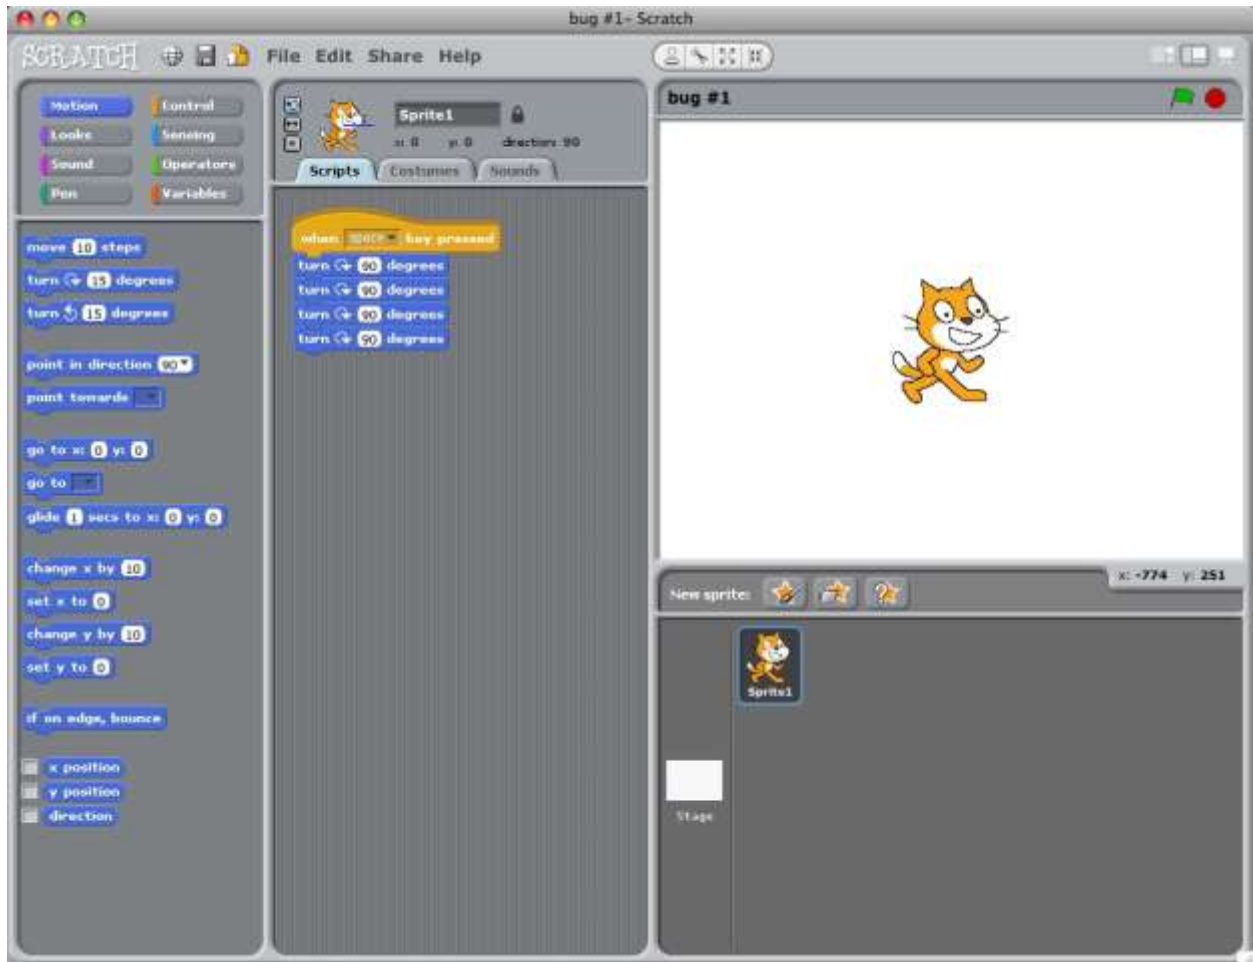 bug #1- Scratch
SCRATCH File Edit Share Help
Motion Control
Looks Sensing
Sound Operators
Pen Variables
move 10 steps
turn 15 degrees
turn 15 degrees
point in direction 90
point towards
go to x: 0 y: 0
go to
glide 1 secs to x: 0 y: 0
change x by 10
set x to 0
change y by 10
set y to 0
if on edge, bounce
x position
y position
direction
Sprite1
x: 0 y: 0 direction: 90
Scripts Costumes Sounds
when space key pressed
turn 90 degrees
turn 90 degrees
turn 90 degrees
turn 90 degrees
bug #1
x: -774 y: 251
New sprite:
Sprite1
Stage